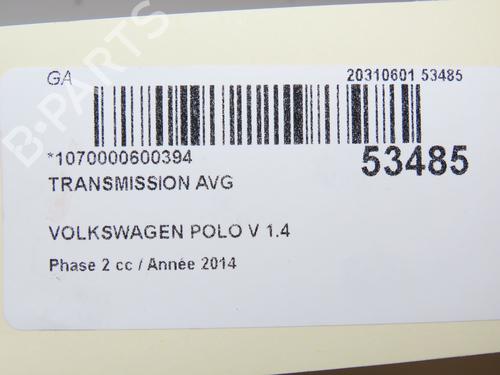 GA
20310601 53485
*1070000600394
53485
TRANSMISSION AVG
VOLKSWAGEN POLO V 1.4
Phase 2 cc / Année 2014
B-PARTS